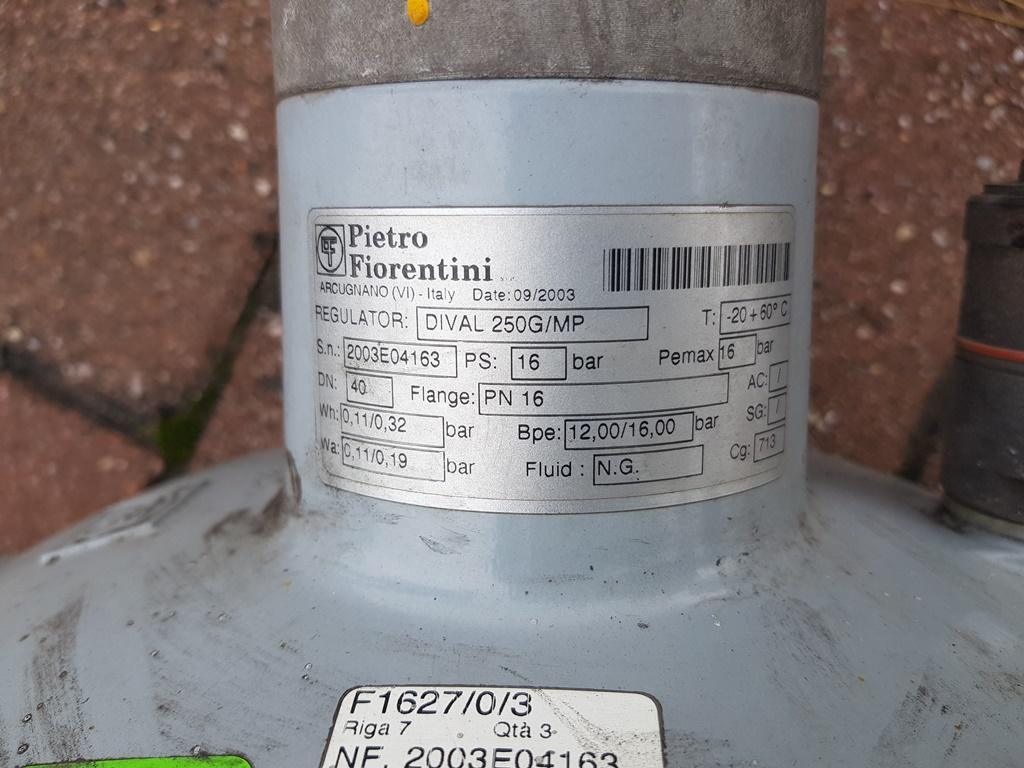 Pietro
Fiorentini
ARCUGNANO (VI) - Italy Date: 09/2003
REGULATOR: DIVAL 250G/MP T: -20 + 60° C
S.n.: 2003E04163 PS: 16 bar Pemax 16 bar
DN: 40 Flange: PN 16 AC: /
Wh: 0,11/0,32 bar Bpe: 12,00/16,00 bar SG: /
Wa: 0,11/0,19 bar Fluid : N.G. Cg: 713
F1627/0/3
Riga 7 Qtà 3
NF. 2003E04163